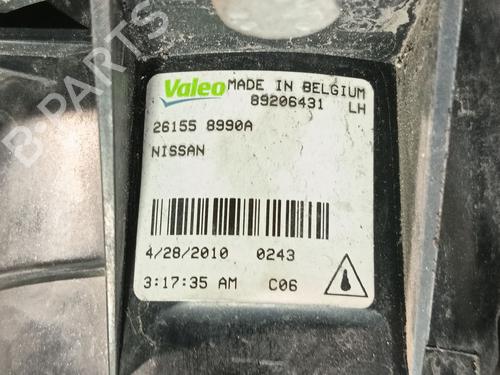 Valeo MADE IN BELGIUM
89206431 LH
26155 8990A
NISSAN
4/28/2010 0243
3:17:35 AM C06
B-PARTS